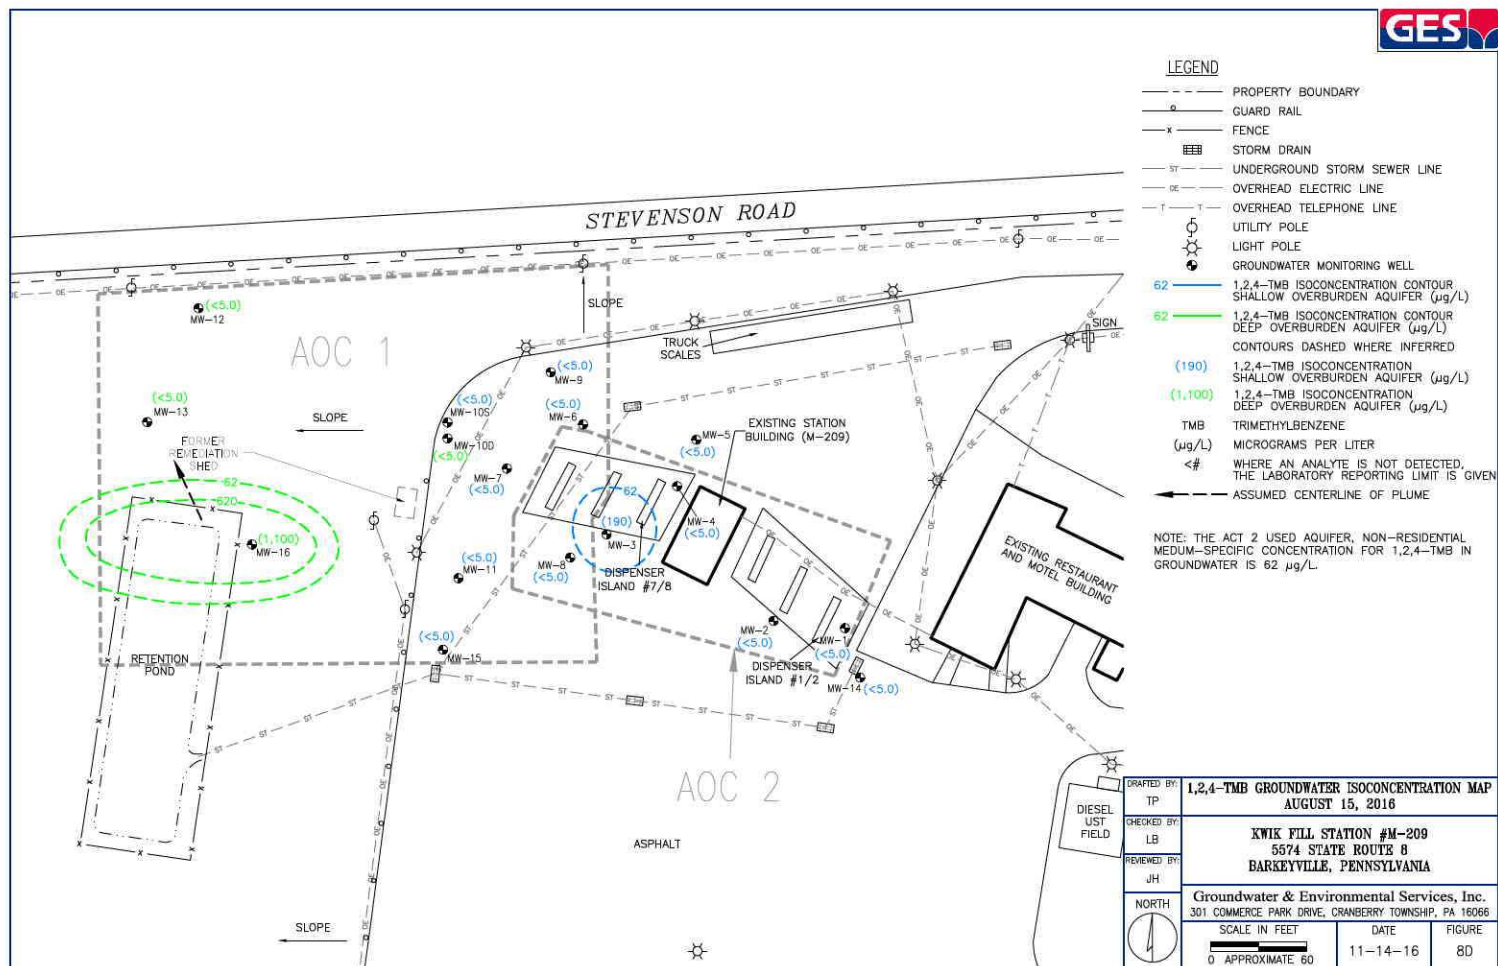 GES
LEGEND
PROPERTY BOUNDARY
GUARD RAIL
x FENCE
STORM DRAIN
ST UNDERGROUND STORM SEWER LINE
OE OVERHEAD ELECTRIC LINE
T T OVERHEAD TELEPHONE LINE
UTILITY POLE
LIGHT POLE
GROUNDWATER MONITORING WELL
62 1,2,4-TMB ISOCONCENTRATION CONTOUR
SHALLOW OVERBURDEN AQUIFER (µg/L)
62 1,2,4-TMB ISOCONCENTRATION CONTOUR
DEEP OVERBURDEN AQUIFER (µg/L)
CONTOURS DASHED WHERE INFERRED
(190) 1,2,4-TMB ISOCONCENTRATION
SHALLOW OVERBURDEN AQUIFER (µg/L)
(1,100) 1,2,4-TMB ISOCONCENTRATION
DEEP OVERBURDEN AQUIFER (µg/L)
TMB TRIMETHYLBENZENE
(µg/L) MICROGRAMS PER LITER
<# WHERE AN ANALYTE IS NOT DETECTED,
THE LABORATORY REPORTING LIMIT IS GIVEN
ASSUMED CENTERLINE OF PLUME
NOTE: THE ACT 2 USED AQUIFER, NON-RESIDENTIAL
MEDUM-SPECIFIC CONCENTRATION FOR 1,2,4-TMB IN
GROUNDWATER IS 62 µg/L.
STEVENSON ROAD
SLOPE
(<5.0)
MW-12
AOC 1
TRUCK
SCALES
SIGN
(<5.0)
MW-9
(<5.0)
MW-13
(<5.0)
MW-10S
MW-10D
(<5.0)
(<5.0)
MW-6
SLOPE
EXISTING STATION
BUILDING (M-209)
MW-5
(<5.0)
FORMER
REMEDIATION
SHED
MW-7
(<5.0)
62
620
62
(190)
MW-3
MW-4
(<5.0)
(1,100)
MW-16
(<5.0)
MW-11
MW-8
(<5.0)
DISPENSER
ISLAND #7/8
EXISTING RESTAURANT
AND MOTEL BUILDING
MW-2
(<5.0)
MW-1
(<5.0)
(<5.0)
MW-15
RETENTION
POND
DISPENSER
ISLAND #1/2
MW-14 (<5.0)
AOC 2
ASPHALT
DIESEL
UST
FIELD
SLOPE
DRAFTED BY:
TP
CHECKED BY:
LB
REVIEWED BY:
JH
NORTH
1,2,4-TMB GROUNDWATER ISOCONCENTRATION MAP
AUGUST 15, 2016
KWIK FILL STATION #M-209
5574 STATE ROUTE 8
BARKEYVILLE, PENNSYLVANIA
Groundwater & Environmental Services, Inc.
301 COMMERCE PARK DRIVE, CRANBERRY TOWNSHIP, PA 16066
SCALE IN FEET
0 APPROXIMATE 60
DATE
11-14-16
FIGURE
8D